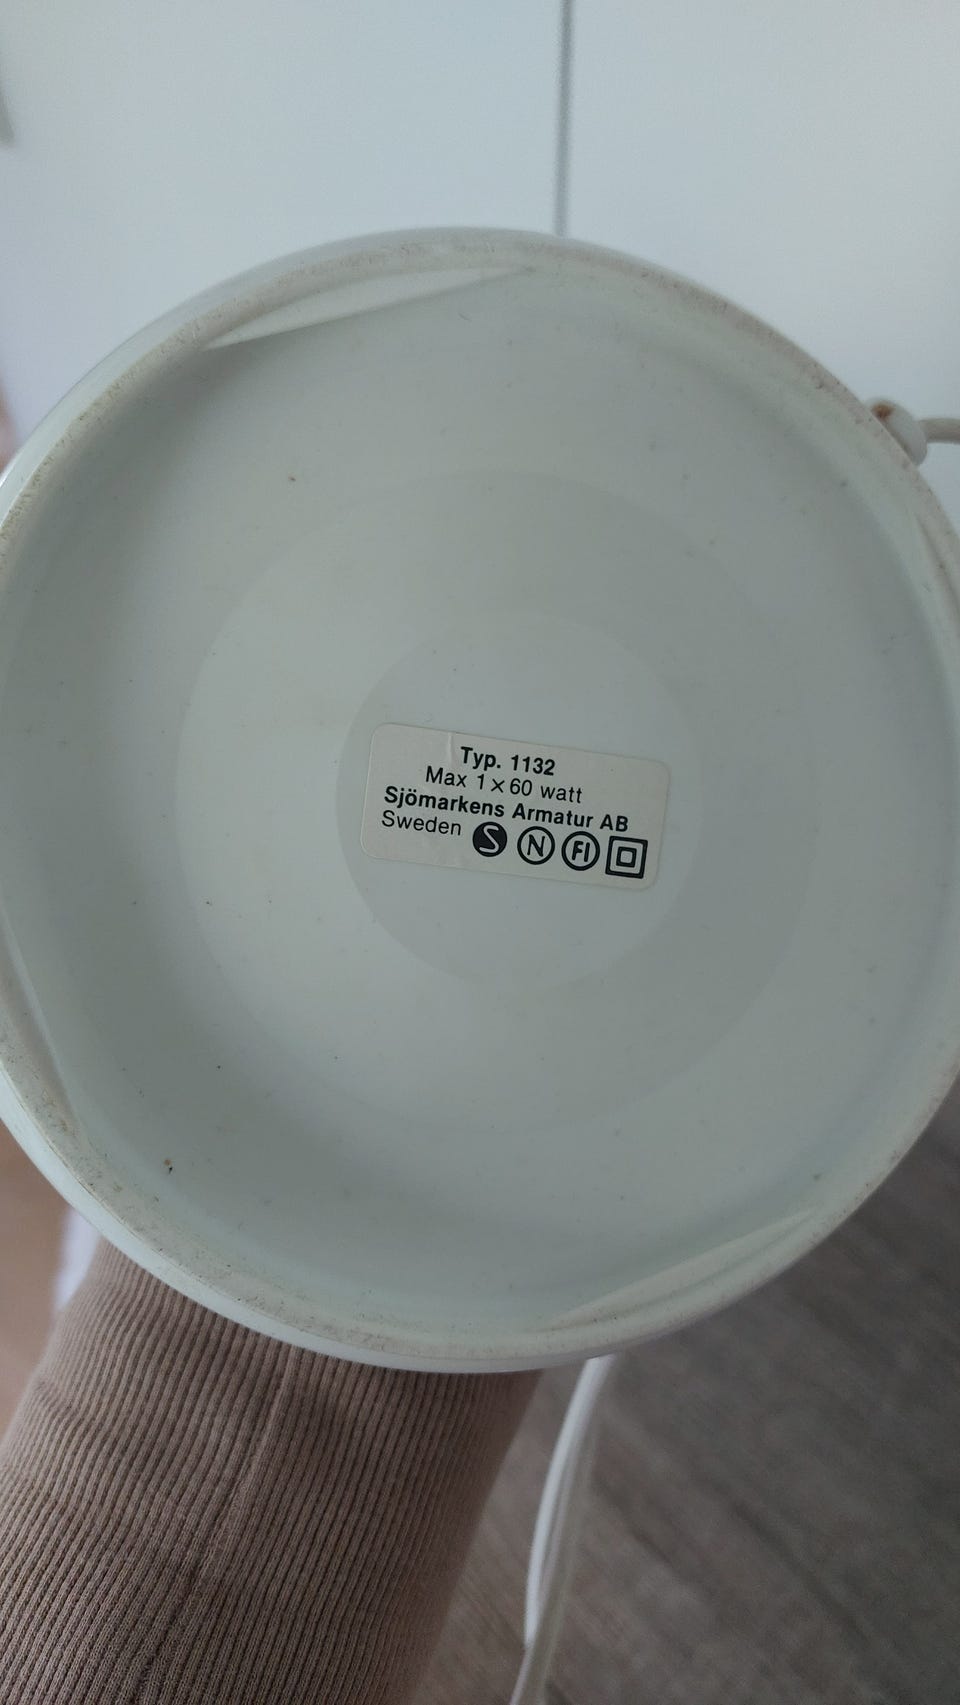 Typ. 1132
Max 1×60 watt
Sjömarkens Armatur AB
Sweden S N FI